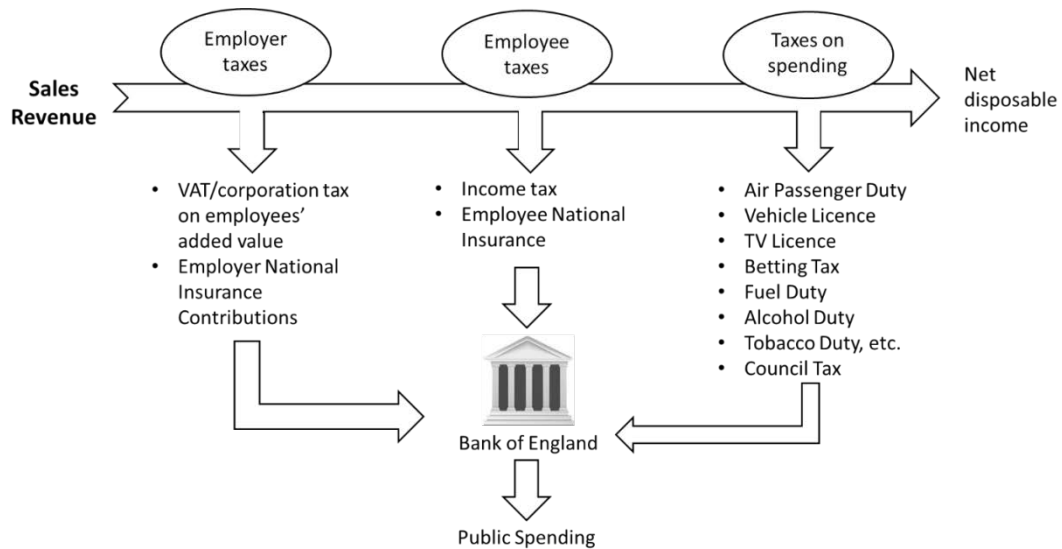 Employer
taxes
Employee
taxes
Taxes on
spending
Sales
Revenue
Net
disposable
income
• VAT/corporation tax
on employees’
added value
• Employer National
Insurance
Contributions
• Income tax
• Employee National
Insurance
• Air Passenger Duty
• Vehicle Licence
• TV Licence
• Betting Tax
• Fuel Duty
• Alcohol Duty
• Tobacco Duty, etc.
• Council Tax
Bank of England
Public Spending